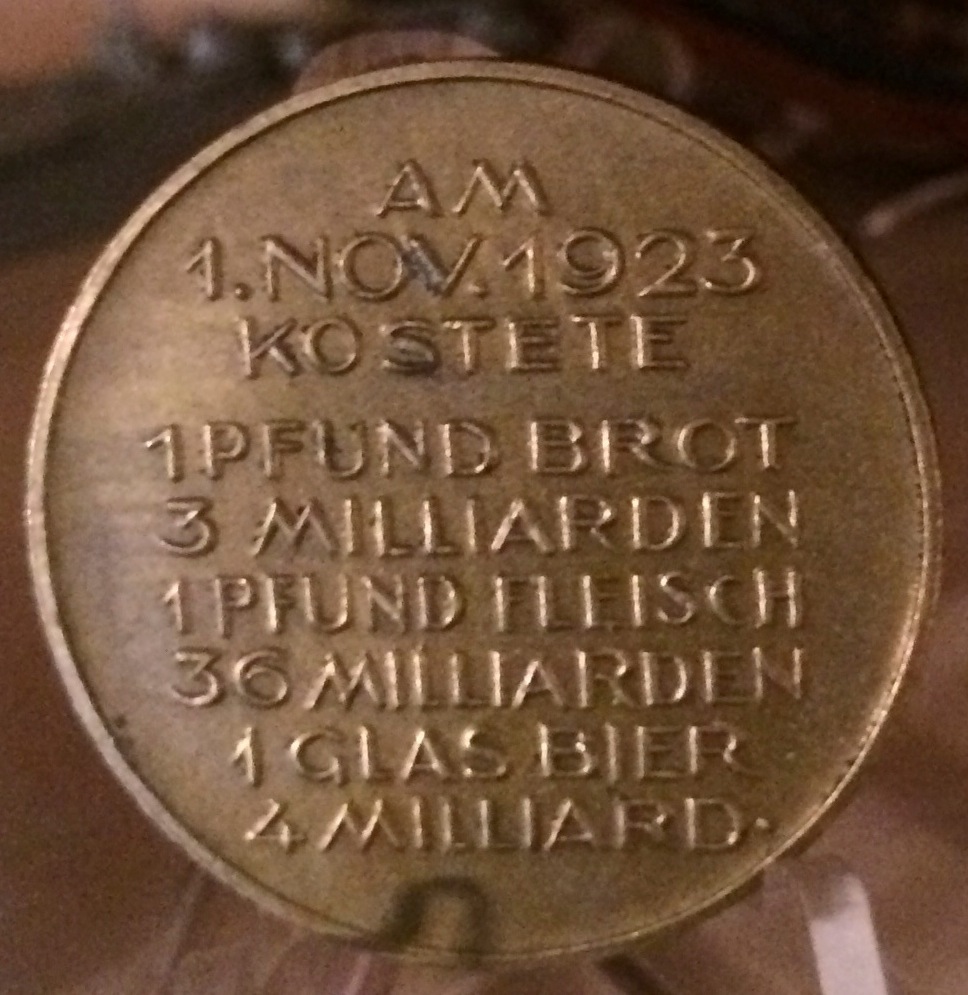 AM
1. NOV. 1923
KOSTETE
1 PFUND BROT
3 MILLIARDEN
1 PFUND FLEISCH
36 MILLIARDEN
1 GLAS BIER
4 MILLIARD.